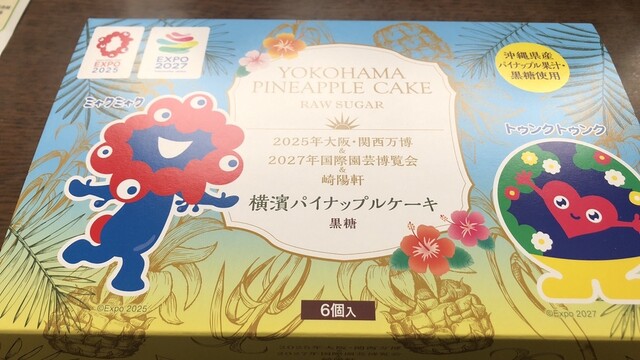 EXPO
2025
EXPO
2027
YOKOHAMA
PINEAPPLE CAKE
RAW SUGAR
沖縄県産
パイナップル果汁・
黒糖使用
ミャクミャク
トゥンクトゥンク
2025年大阪・関西万博
&
2027年国際園芸博覧会
&
崎陽軒
横濱パイナップルケーキ
黒糖
©Expo 2025
©Expo 2027
6個入